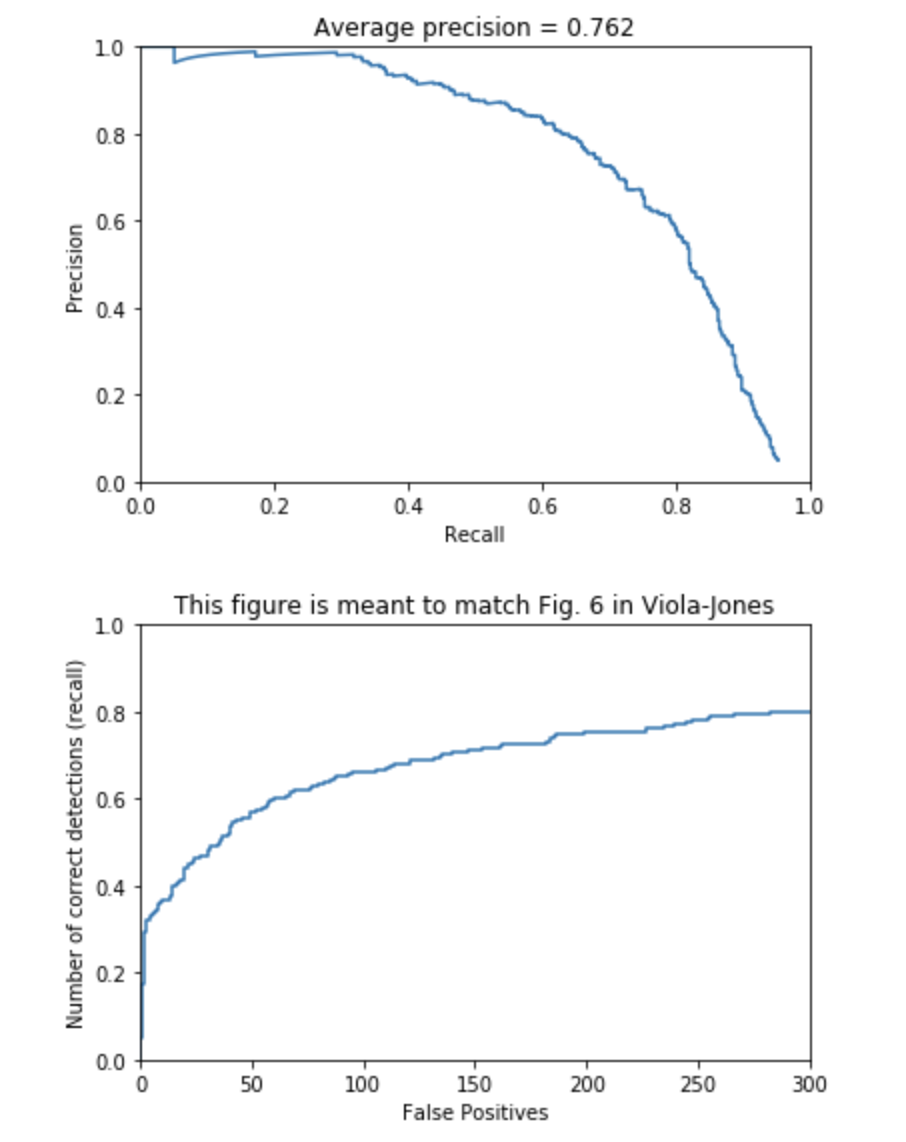 Average precision = 0.762
1.0
0.8
0.6
0.4
0.2
0.0
Precision
0.0 0.2 0.4 0.6 0.8 1.0
Recall
This figure is meant to match Fig. 6 in Viola-Jones
1.0
0.8
0.6
0.4
0.2
0.0
Number of correct detections (recall)
0 50 100 150 200 250 300
False Positives